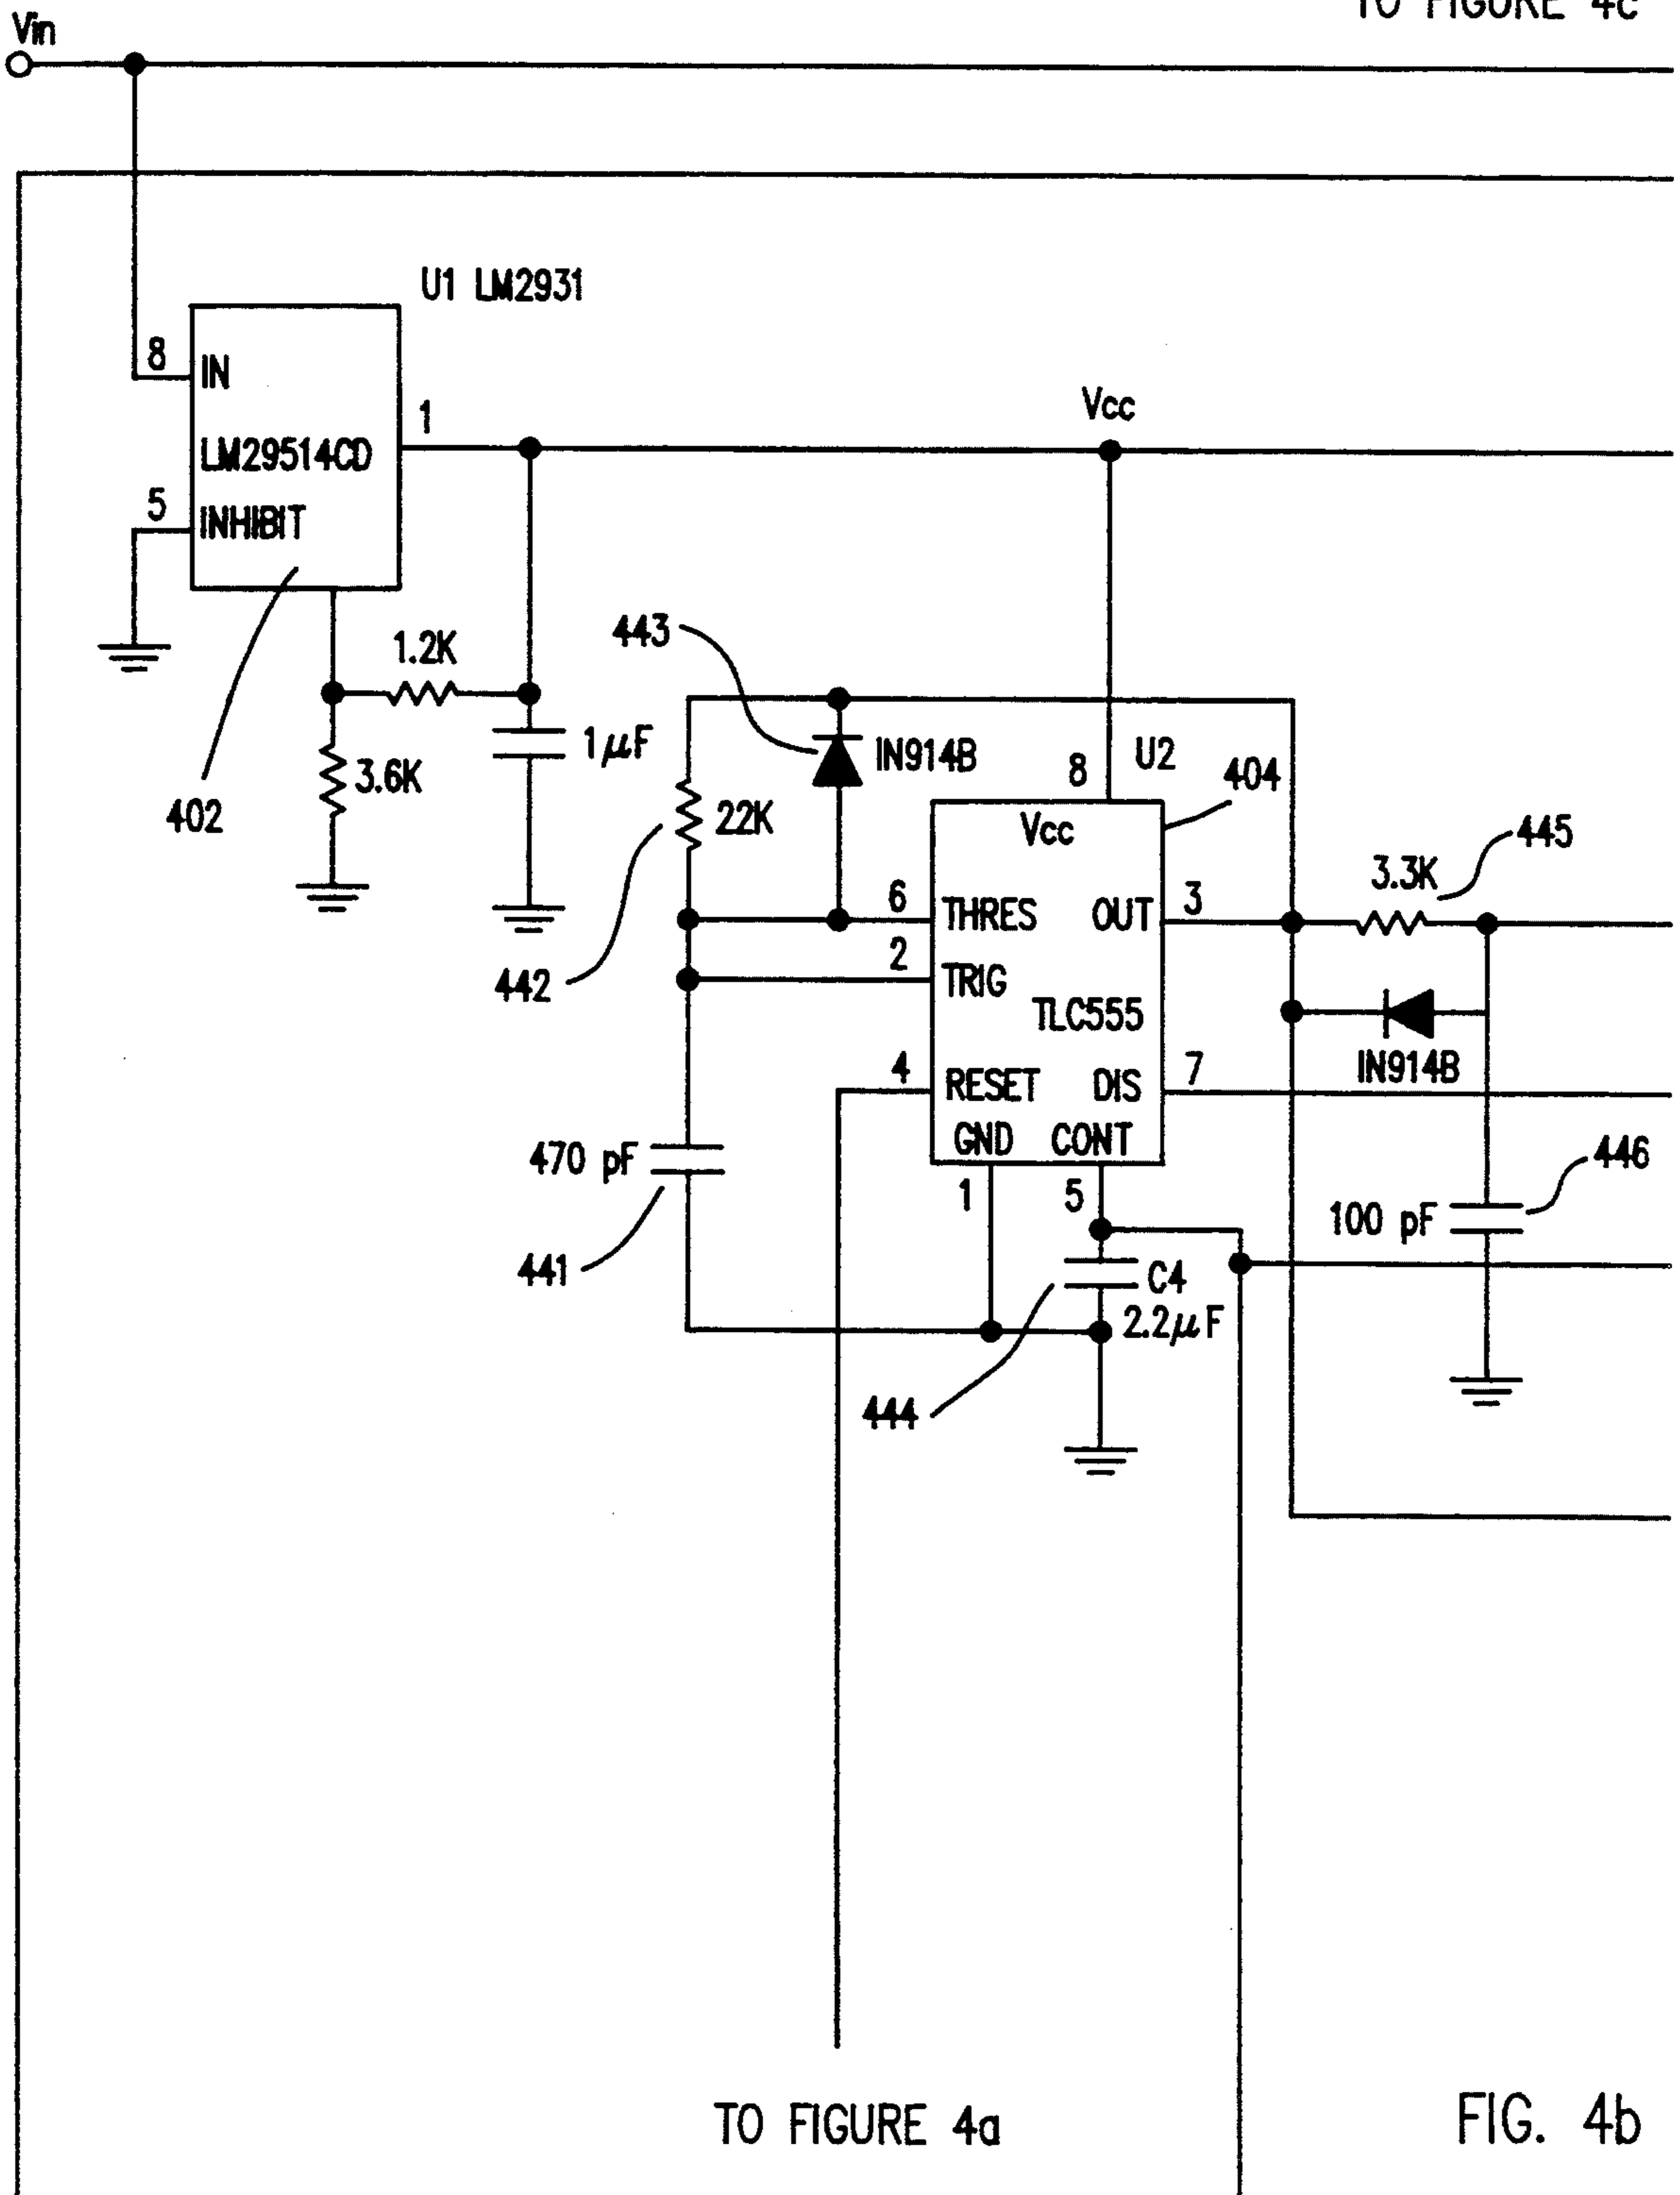 TO FIGURE 4c
Vin
U1 LM2931
8
IN
1
LM29514CD
Vcc
5
INHIBIT
443
1.2K
1μF
IN914B
U2
3.6K
8
404
402
22K
Vcc
445
3.3K
6
THRES
OUT
3
2
442
TRIG
TLC555
IN914B
4
RESET
DIS
7
GND
CONT
470 pF
446
1
5
100 pF
441
C4
2.2μF
444
TO FIGURE 4a
FIG. 4b